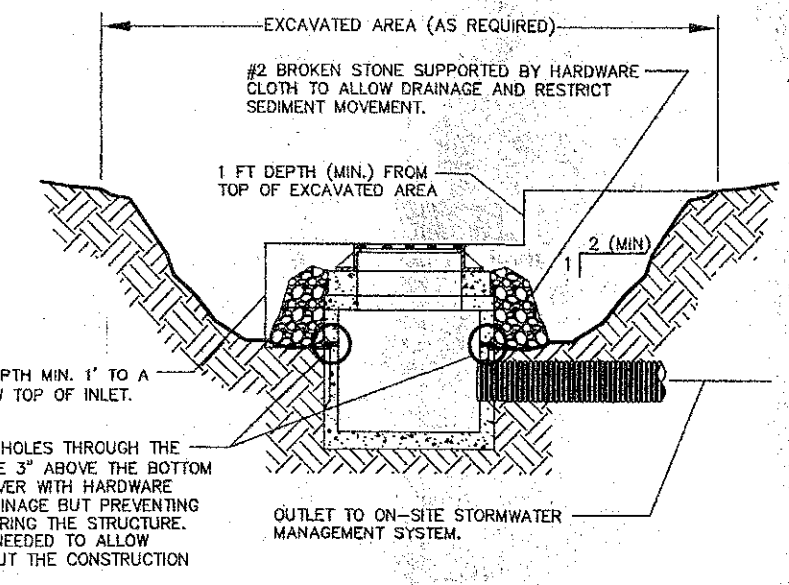 EXCAVATED AREA (AS REQUIRED)
#2 BROKEN STONE SUPPORTED BY HARDWARE
CLOTH TO ALLOW DRAINAGE AND RESTRICT
SEDIMENT MOVEMENT.
1 FT DEPTH (MIN.) FROM
TOP OF EXCAVATED AREA
2 (MIN)
1
PTH MIN. 1' TO A
TOP OF INLET.
HOLES THROUGH THE
E 3" ABOVE THE BOTTOM
VER WITH HARDWARE
INAGE BUT PREVENTING
RING THE STRUCTURE.
NEEDED TO ALLOW
UT THE CONSTRUCTION
OUTLET TO ON-SITE STORMWATER
MANAGEMENT SYSTEM.